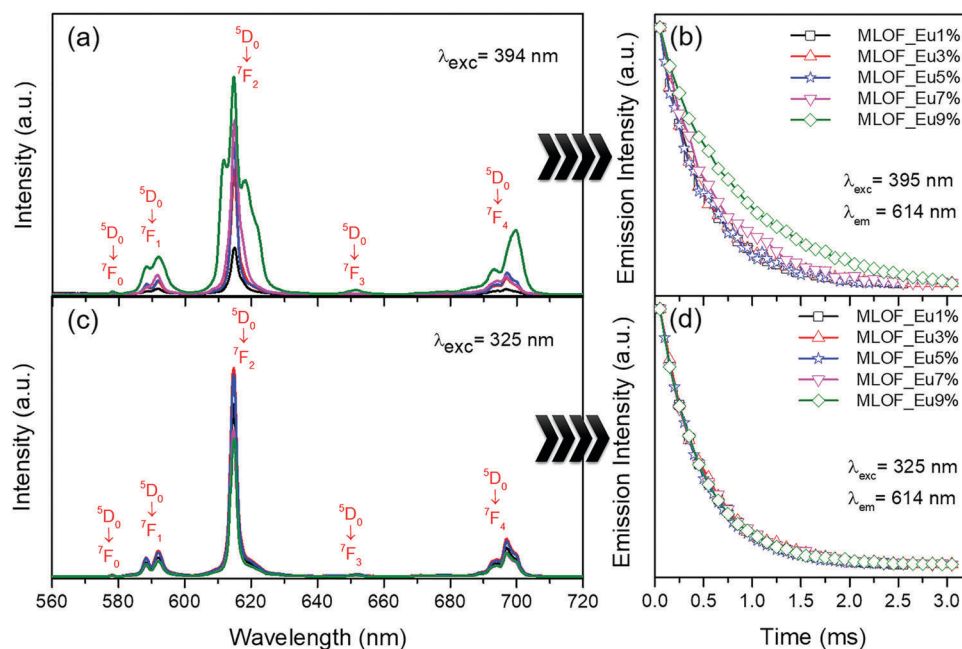 (a)
λexc= 394 nm
⁵D₀
↓
⁷F₀
⁵D₀
↓
⁷F₁
⁵D₀
↓
⁷F₂
⁵D₀
↓
⁷F₃
⁵D₀
↓
⁷F₄
Intensity (a.u.)
(b)
MLOF_Eu1%
MLOF_Eu3%
MLOF_Eu5%
MLOF_Eu7%
MLOF_Eu9%
λexc= 395 nm
λem= 614 nm
Emission Intensity (a.u.)
(c)
λexc= 325 nm
⁵D₀
↓
⁷F₀
⁵D₀
↓
⁷F₁
⁵D₀
↓
⁷F₂
⁵D₀
↓
⁷F₃
⁵D₀
↓
⁷F₄
Intensity (a.u.)
560 580 600 620 640 660 680 700 720
Wavelength (nm)
(d)
MLOF_Eu1%
MLOF_Eu3%
MLOF_Eu5%
MLOF_Eu7%
MLOF_Eu9%
λexc= 325 nm
λem= 614 nm
Emission Intensity (a.u.)
0.0 0.5 1.0 1.5 2.0 2.5 3.0
Time (ms)